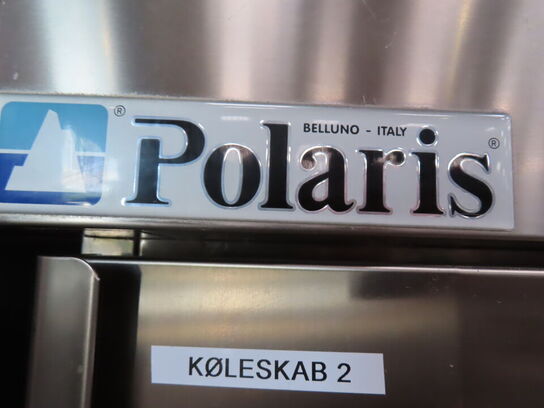 BELLUNO - ITALY
® Polaris ®
KØLESKAB 2